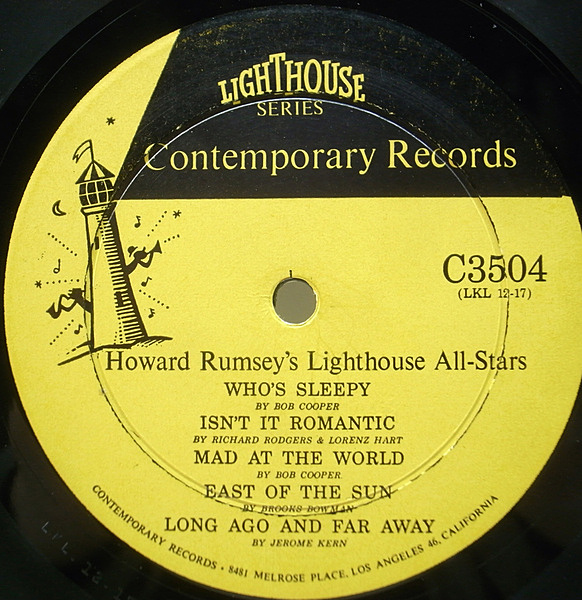 LIGHTHOUSE
SERIES
Contemporary Records
C3504
(LKL 12-17)
Howard Rumsey's Lighthouse All-Stars
WHO'S SLEEPY
BY BOB COOPER
ISN'T IT ROMANTIC
BY RICHARD RODGERS & LORENZ HART
MAD AT THE WORLD
BY BOB COOPER
EAST OF THE SUN
BY BROOKS BOWMAN
LONG AGO AND FAR AWAY
BY JEROME KERN
CONTEMPORARY RECORDS • 8481 MELROSE PLACE, LOS ANGELES 46, CALIFORNIA